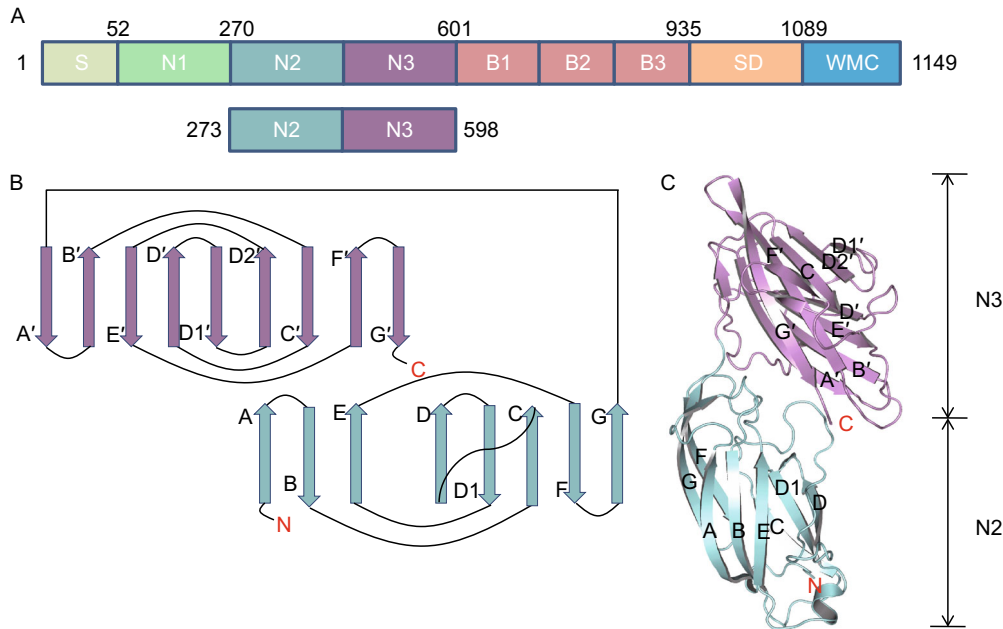 A
52 270 601 935 1089
1 S N1 N2 N3 B1 B2 B3 SD WMC 1149
273 N2 N3 598
B
B′ D′ D2′ F′
A′ E′ D1′ C′ G′
C
A E D C G
B D1 F
N
C
D1′
F′ C D2′
D′
G′ E′
A′ B′
C
N3
F
G D1 D
A B E C
N
N2